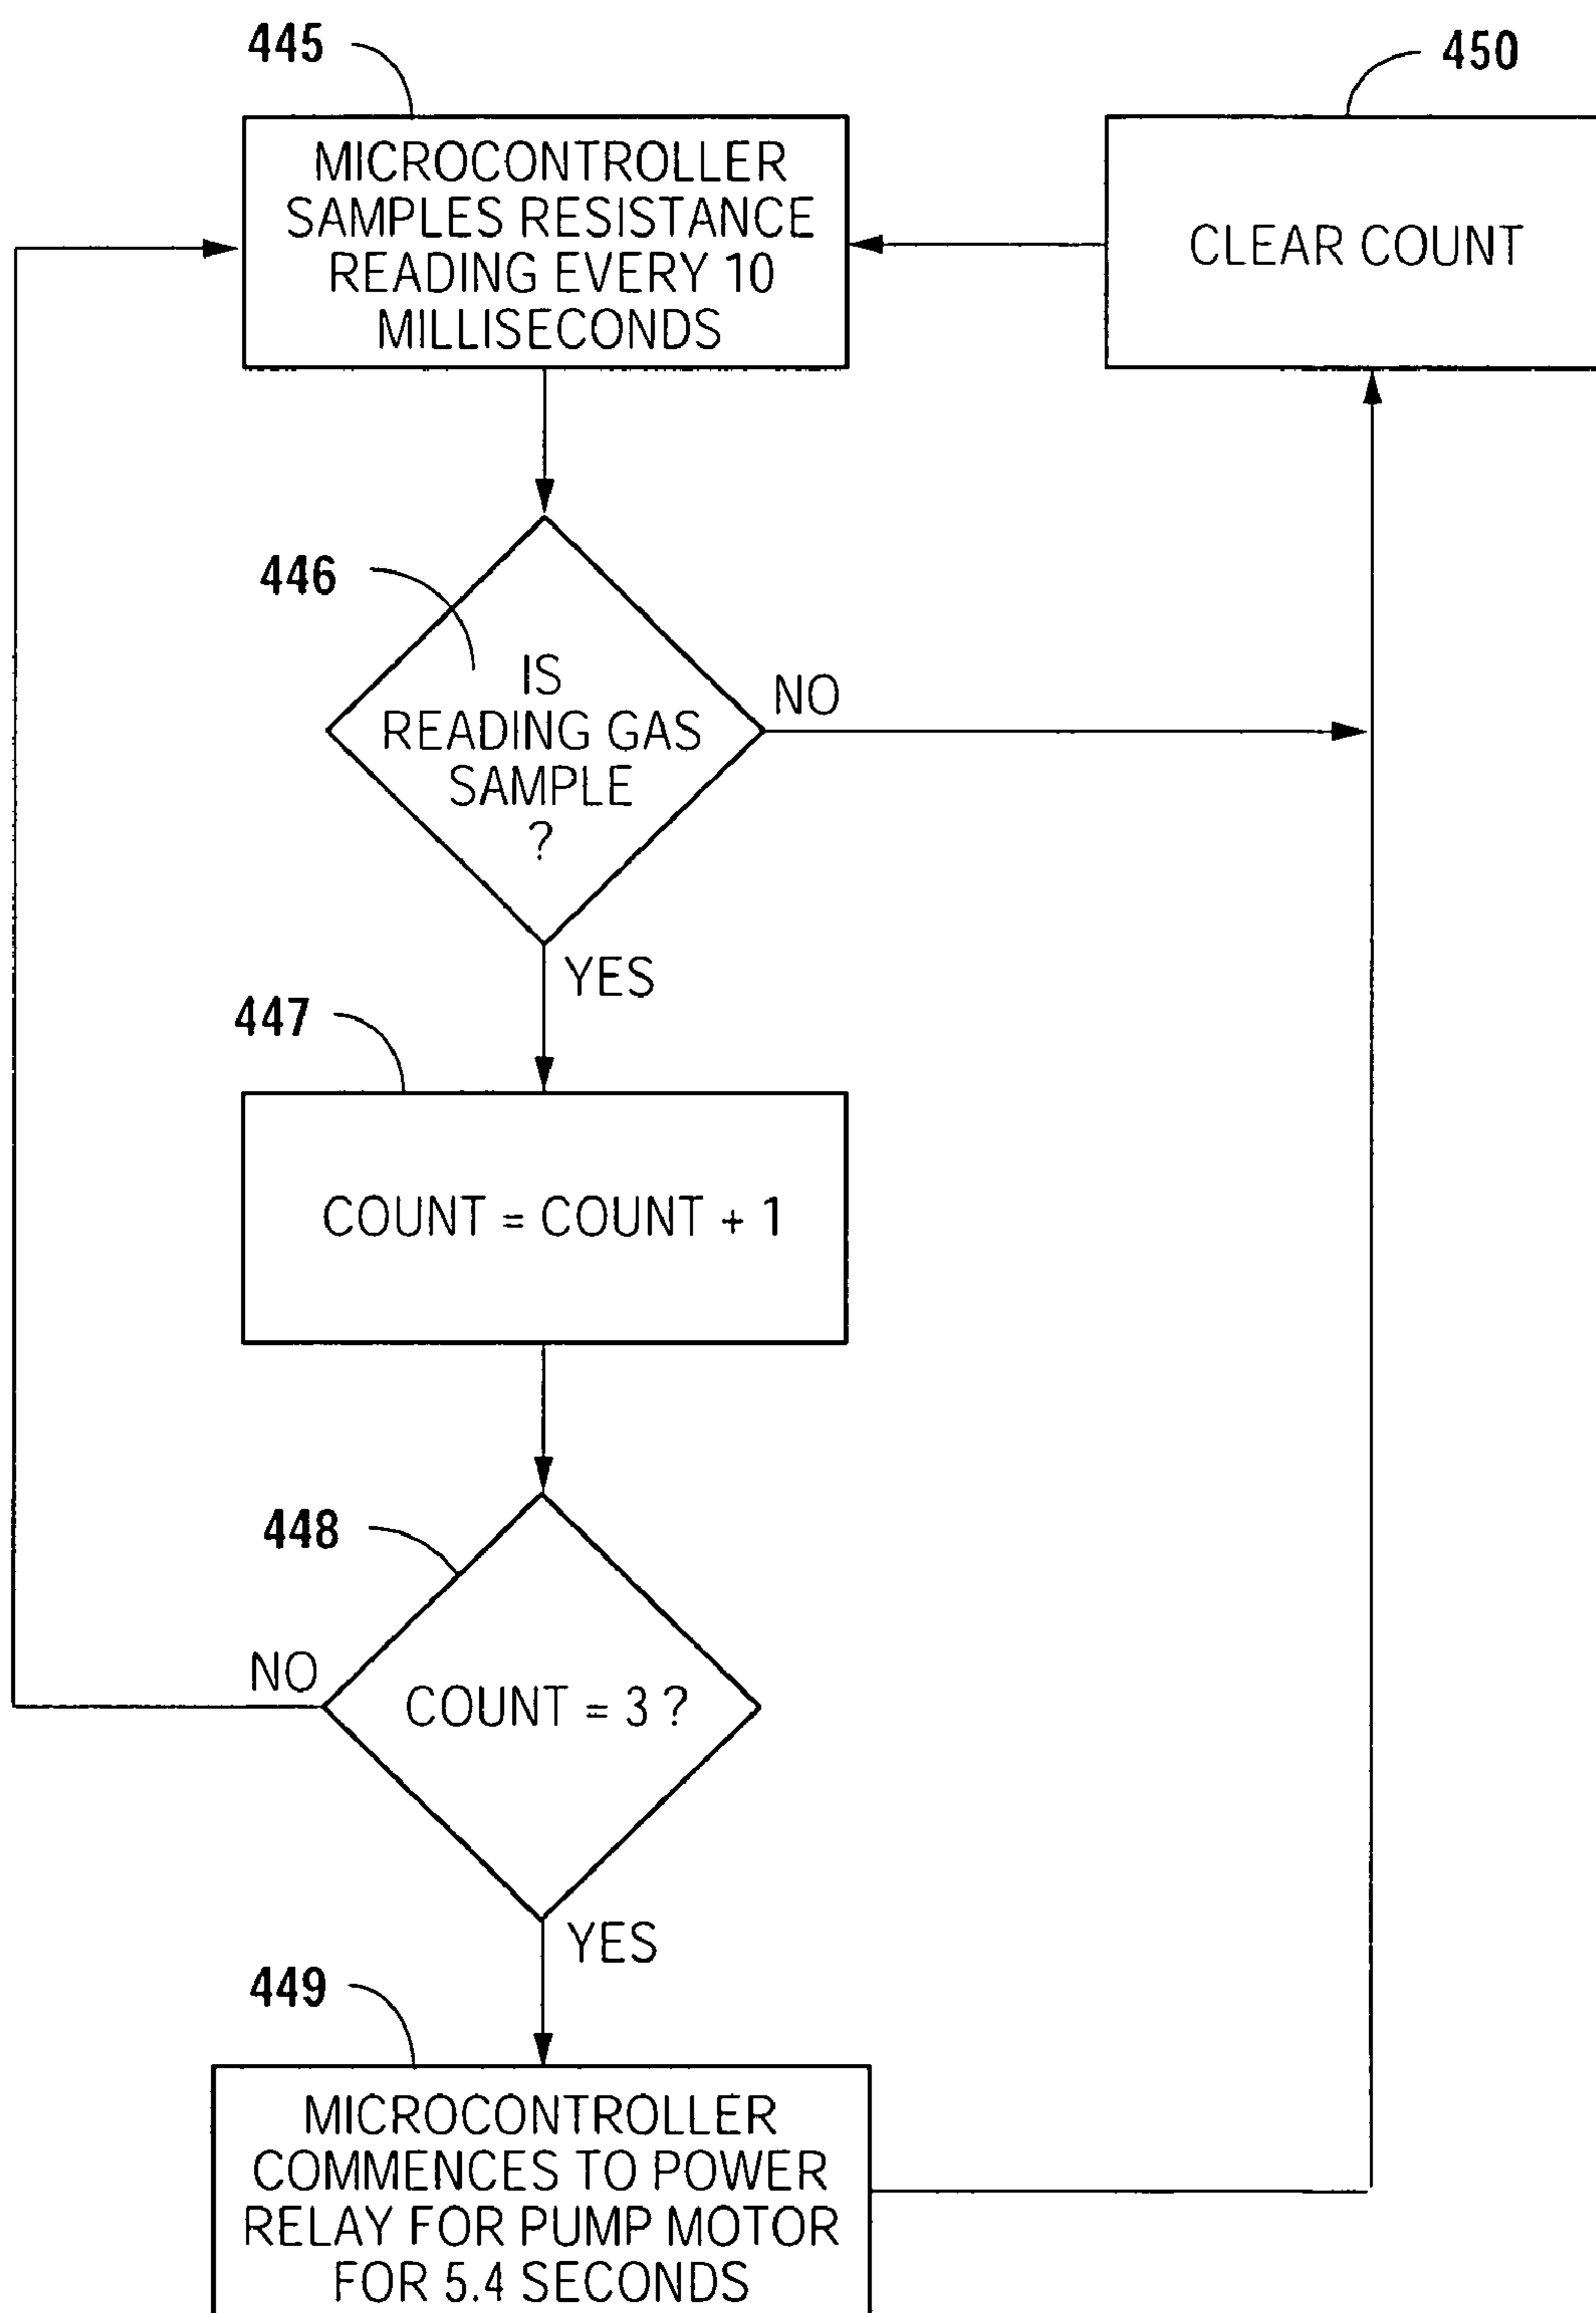 445
450
MICROCONTROLLER
SAMPLES RESISTANCE
READING EVERY 10
MILLISECONDS
CLEAR COUNT
446
IS
READING GAS
SAMPLE
?
NO
YES
447
COUNT = COUNT + 1
448
NO
COUNT = 3 ?
YES
449
MICROCONTROLLER
COMMENCES TO POWER
RELAY FOR PUMP MOTOR
FOR 5.4 SECONDS